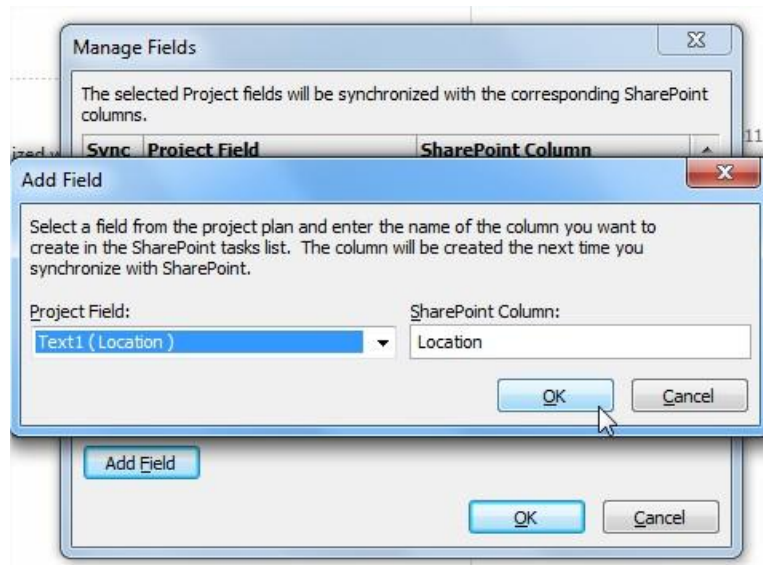 Manage Fields
The selected Project fields will be synchronized with the corresponding SharePoint
columns.
Sync Project Field SharePoint Column
11
Add Field
Select a field from the project plan and enter the name of the column you want to
create in the SharePoint tasks list. The column will be created the next time you
synchronize with SharePoint.
Project Field: SharePoint Column:
Text1 ( Location ) Location
OK Cancel
Add Field
OK Cancel